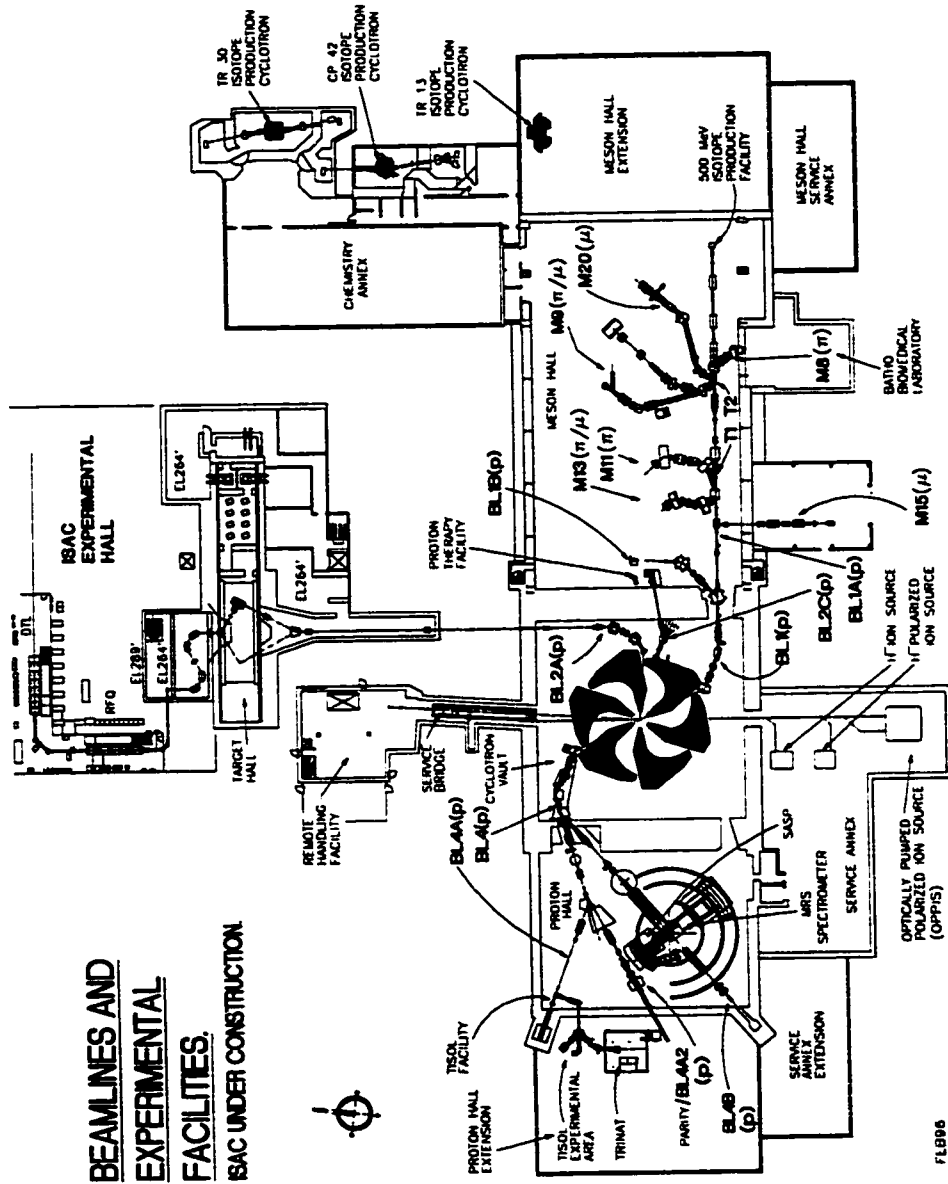 BEAMLINES AND
EXPERIMENTAL
FACILITIES.
ISAC UNDER CONSTRUCTION.
ISAC
EXPERIMENTAL
HALL
DTL
RFQ
EL289'
EL264'
EL264'
EL264'
TARGET
HALL
REMOTE
HANDLING
FACILITY
SERVICE
BRIDGE
CYCLOTRON
VAULT
BL4A(p)
BL4(p)
PROTON
HALL
TISOL
FACILITY
PROTON HALL
EXTENSION
TISOL
EXPERIMENTAL
AREA
TRINAT
PARITY/BL4A2
(p)
BL4B
(p)
SERVICE
ANNEX
EXTENSION
SASP
MRS
SPECTROMETER
SERVICE ANNEX
OPTICALLY PUMPED
POLARIZED ION SOURCE
(OPPIS)
ION SOURCE
POLARIZED
ION SOURCE
BL2A(p)
BL1(p)
BL2C(p)
BL1A(p)
M15(μ)
PROTON
THERAPY
FACILITY
BL1B(p)
M13(π/μ)
M11(π)
MESON HALL
M9(π/μ)
M20(μ)
T1
T2
M8(π)
BATHO
BIOMEDICAL
LABORATORY
CHEMISTRY
ANNEX
TR 30
ISOTOPE
PRODUCTION
CYCLOTRON
CP 42
ISOTOPE
PRODUCTION
CYCLOTRON
TR 13
ISOTOPE
PRODUCTION
CYCLOTRON
MESON HALL
EXTENSION
500 MeV
ISOTOPE
PRODUCTION
FACILITY
MESON HALL
SERVICE
ANNEX